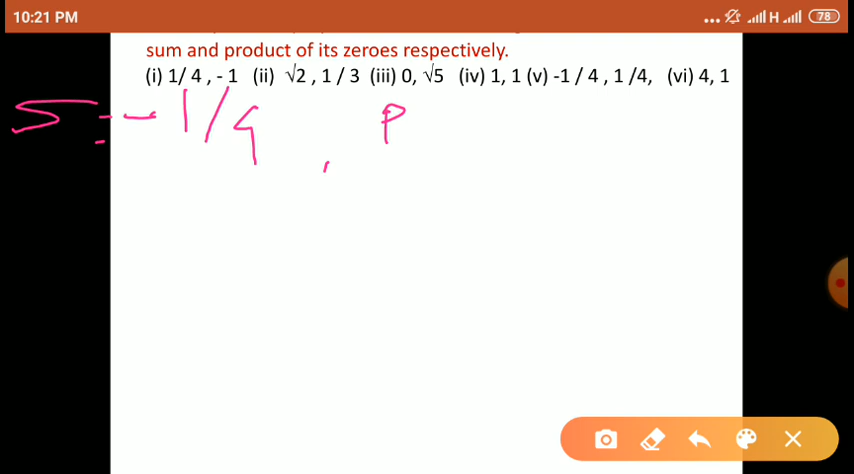 10:21 PM ... H 78
sum and product of its zeroes respectively.
(i) 1/ 4 , - 1 (ii) √2 , 1 / 3 (iii) 0, √5 (iv) 1, 1 (v) -1 / 4 , 1 /4, (vi) 4, 1
S = - 1/4 , P